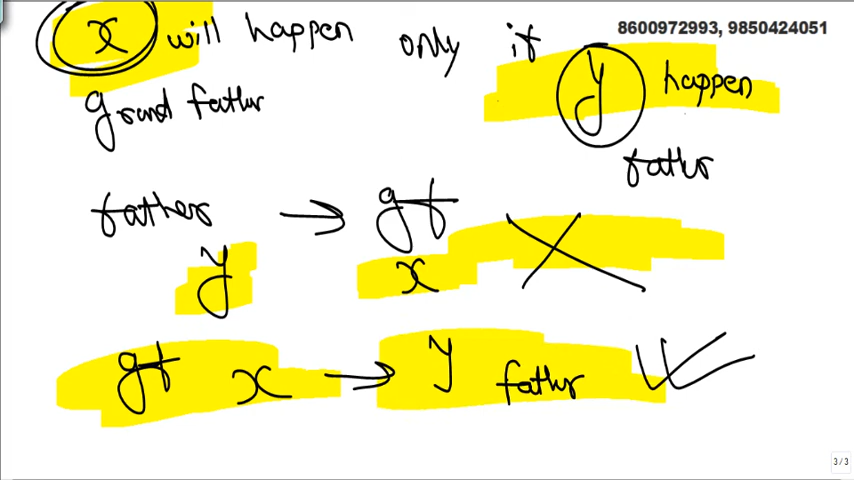 8600972993, 9850424051
x will happen only if y happen
grand father
father
father → gf
y x
gf x → y father
3/3